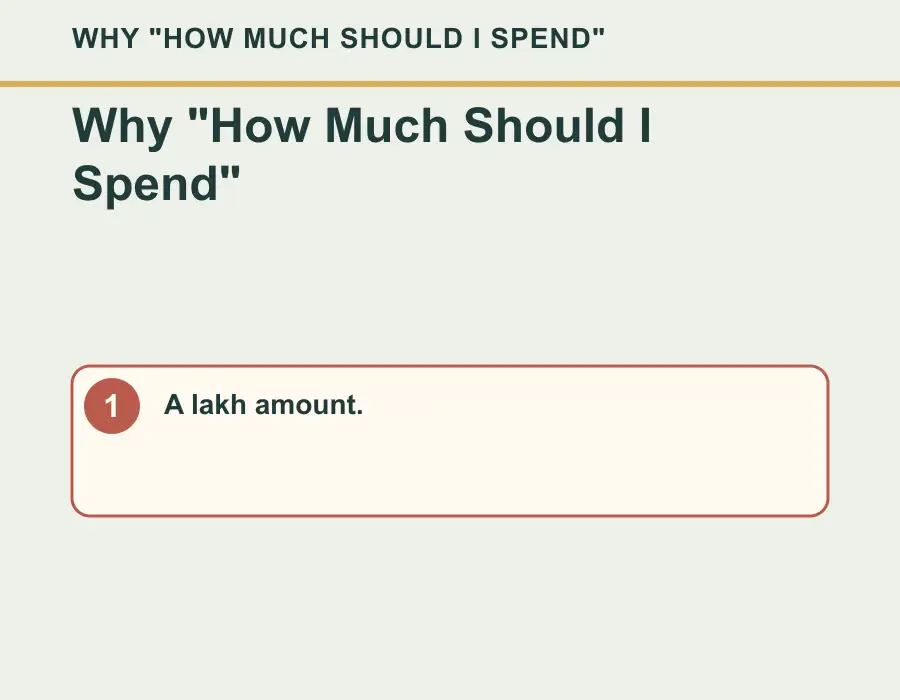 WHY "HOW MUCH SHOULD I SPEND"
Why "How Much Should I
Spend"
1
A lakh amount.